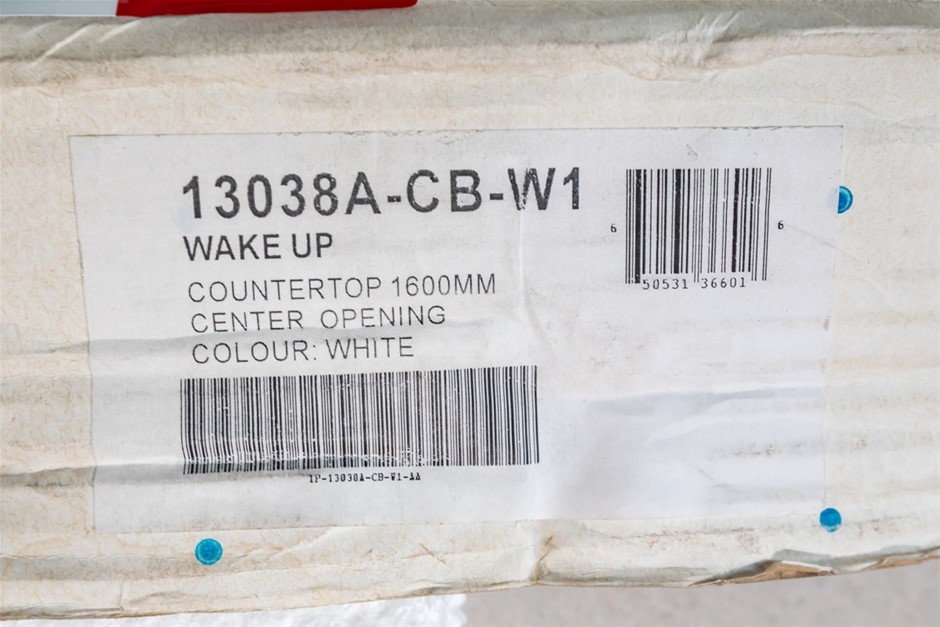 13038A-CB-W1
WAKE UP
COUNTERTOP 1600MM
CENTER OPENING
COLOUR: WHITE
1P-13038A-CB-W1-AA
6 50531 36601 6